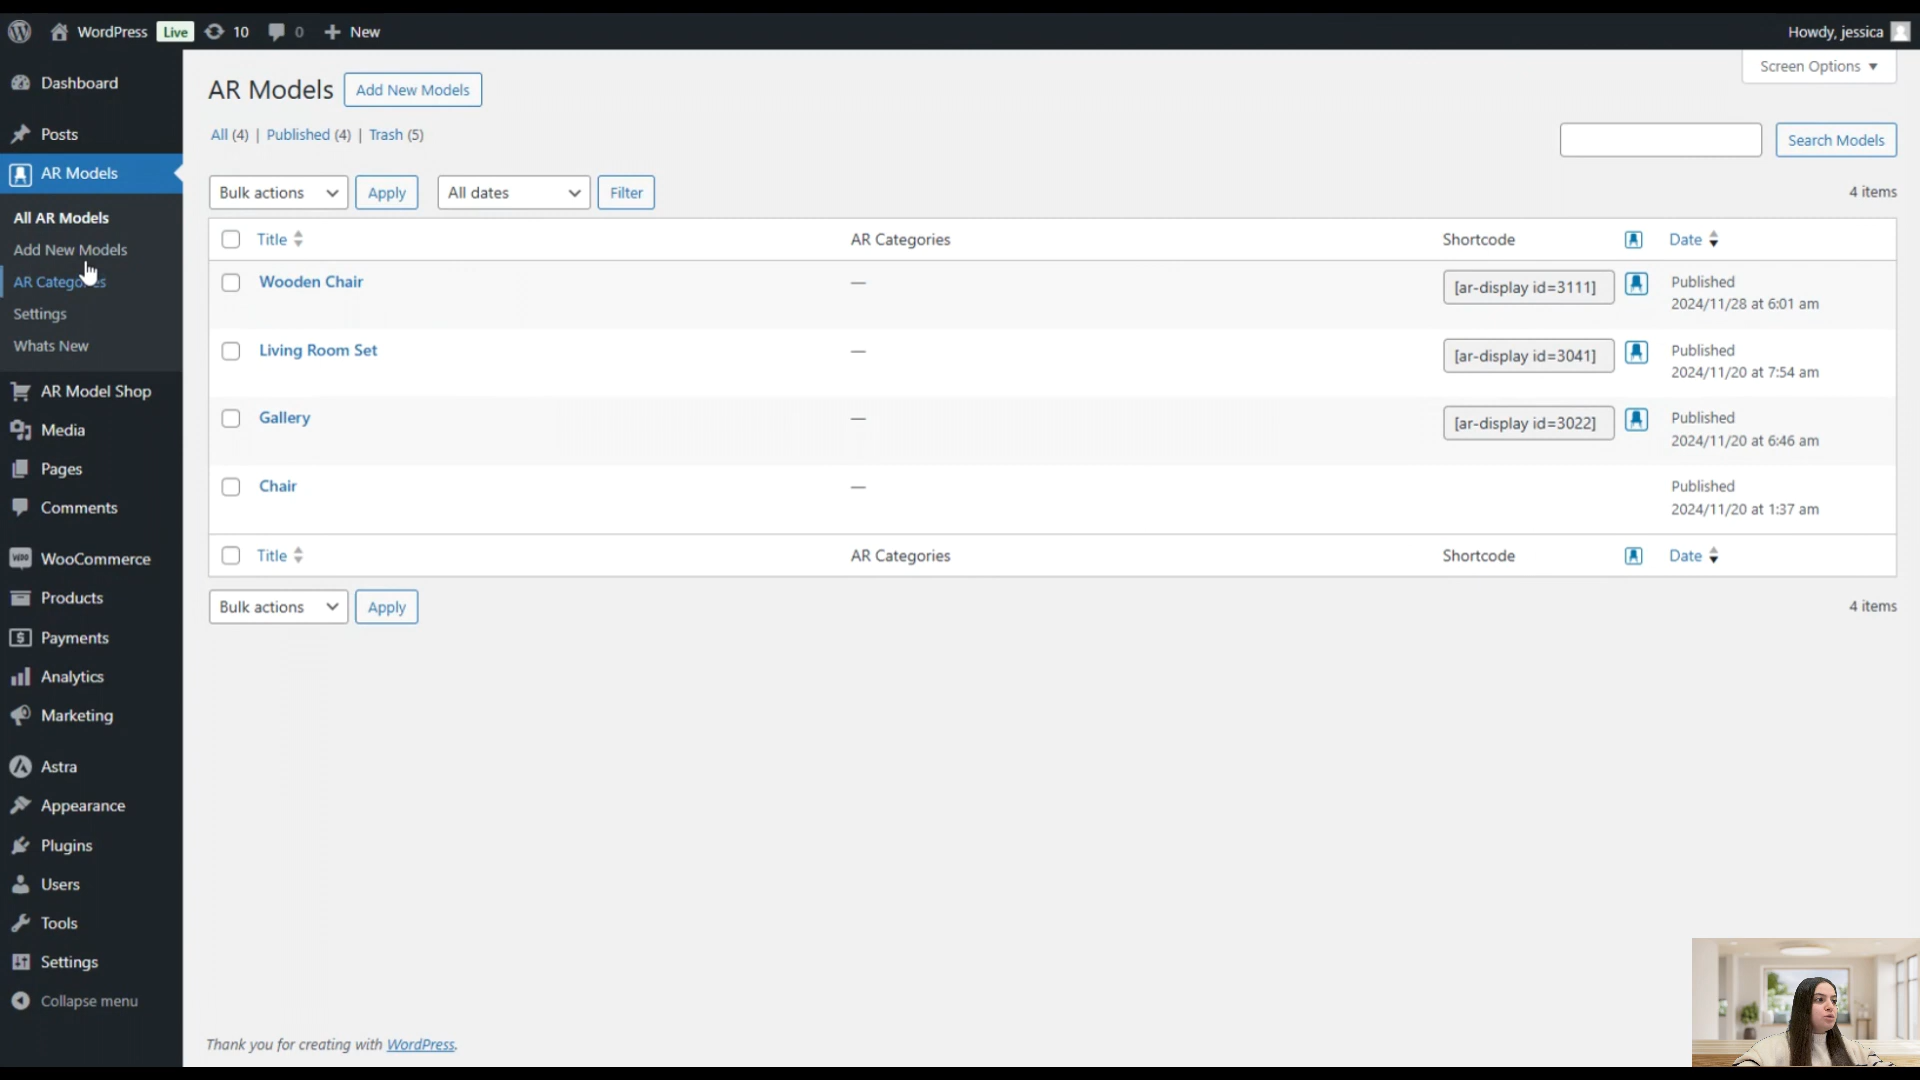 WordPress Live 10 0 New Howdy, jessica
Dashboard
Posts
AR Models
All AR Models
Add New Models
AR Categories
Settings
Whats New
AR Model Shop
Media
Pages
Comments
WooCommerce
Products
Payments
Analytics
Marketing
Astra
Appearance
Plugins
Users
Tools
Settings
Collapse menu
Screen Options
AR Models Add New Models
All (4) | Published (4) | Trash (5)
Search Models
Bulk actions Apply All dates Filter 4 items
Title AR Categories Shortcode Date
Wooden Chair — [ar-display id=3111] Published
2024/11/28 at 6:01 am
Living Room Set — [ar-display id=3041] Published
2024/11/20 at 7:54 am
Gallery — [ar-display id=3022] Published
2024/11/20 at 6:46 am
Chair — Published
2024/11/20 at 1:37 am
Title AR Categories Shortcode Date
Bulk actions Apply 4 items
Thank you for creating with WordPress.